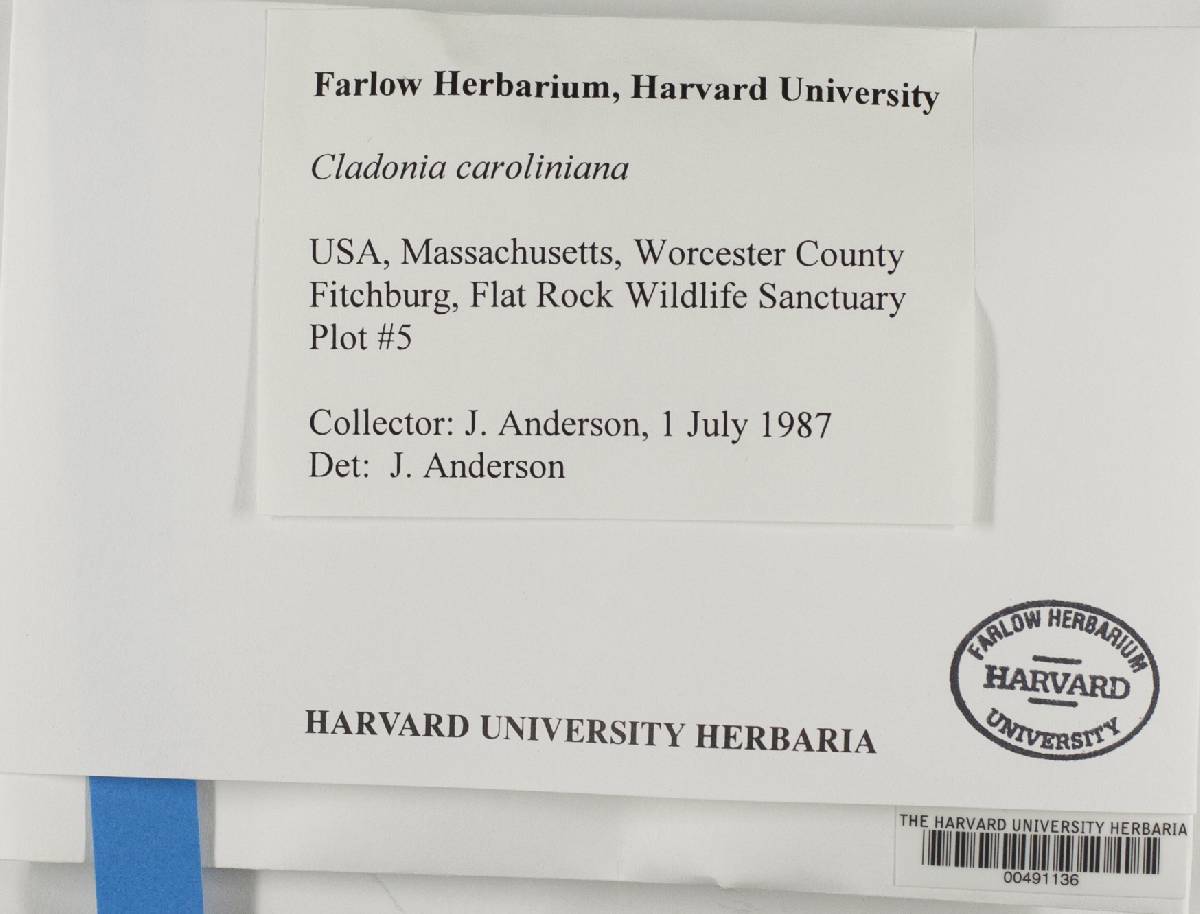 Farlow Herbarium, Harvard University
Cladonia caroliniana
USA, Massachusetts, Worcester County
Fitchburg, Flat Rock Wildlife Sanctuary
Plot #5
Collector: J. Anderson, 1 July 1987
Det: J. Anderson
FARLOW HERBARIUM
HARVARD
UNIVERSITY
HARVARD UNIVERSITY HERBARIA
THE HARVARD UNIVERSITY HERBARIA
00491136